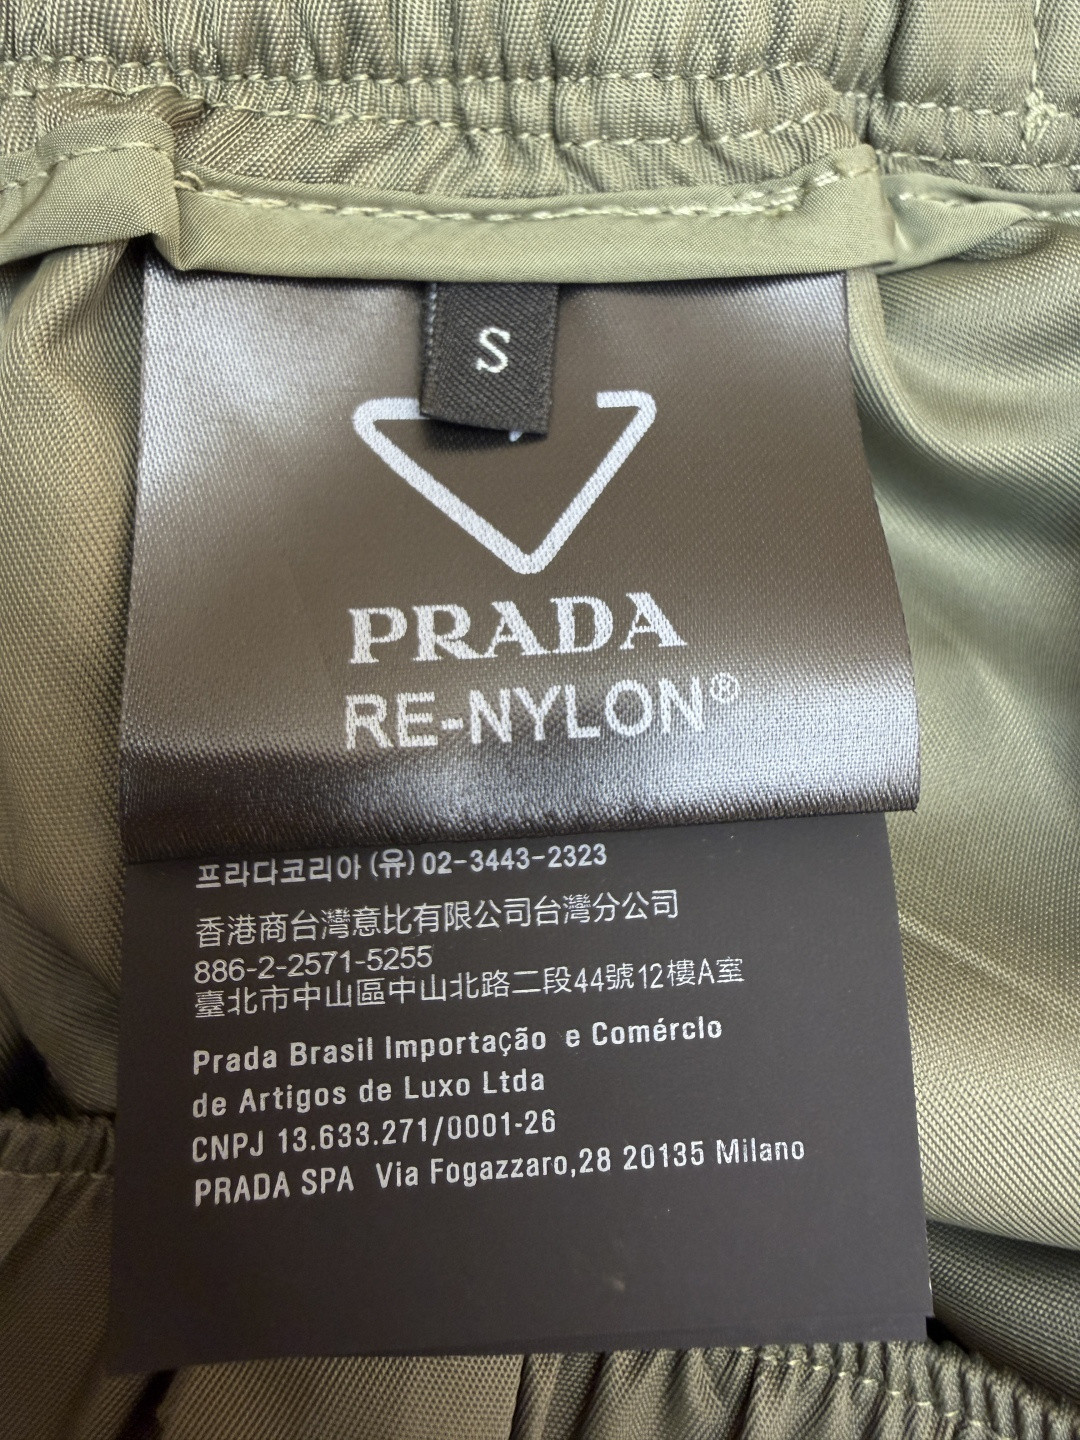 S
PRADA
RE-NYLON®
프라다코리아 (유) 02-3443-2323
香港商台灣意比有限公司台灣分公司
886-2-2571-5255
臺北市中山區中山北路二段44號12樓A室
Prada Brasil Importação e Comércio
de Artigos de Luxo Ltda
CNPJ 13.633.271/0001-26
PRADA SPA Via Fogazzaro,28 20135 Milano